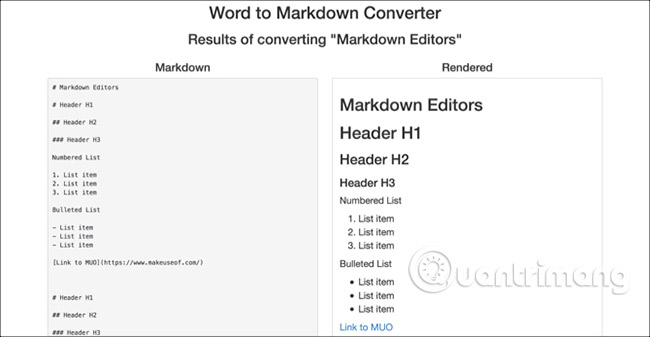 Word to Markdown Converter
Results of converting "Markdown Editors"
Markdown
# Markdown Editors
# Header H1
## Header H2
### Header H3
Numbered List
1. List item
2. List item
3. List item
Bulleted List
- List item
- List item
- List item
[Link to MUO](https://www.makeuseof.com/)
# Header H1
## Header H2
### Header H3
Rendered
Markdown Editors
Header H1
Header H2
Header H3
Numbered List
1. List item
2. List item
3. List item
Bulleted List
• List item
• List item
• List item
Link to MUO
Quantrimang